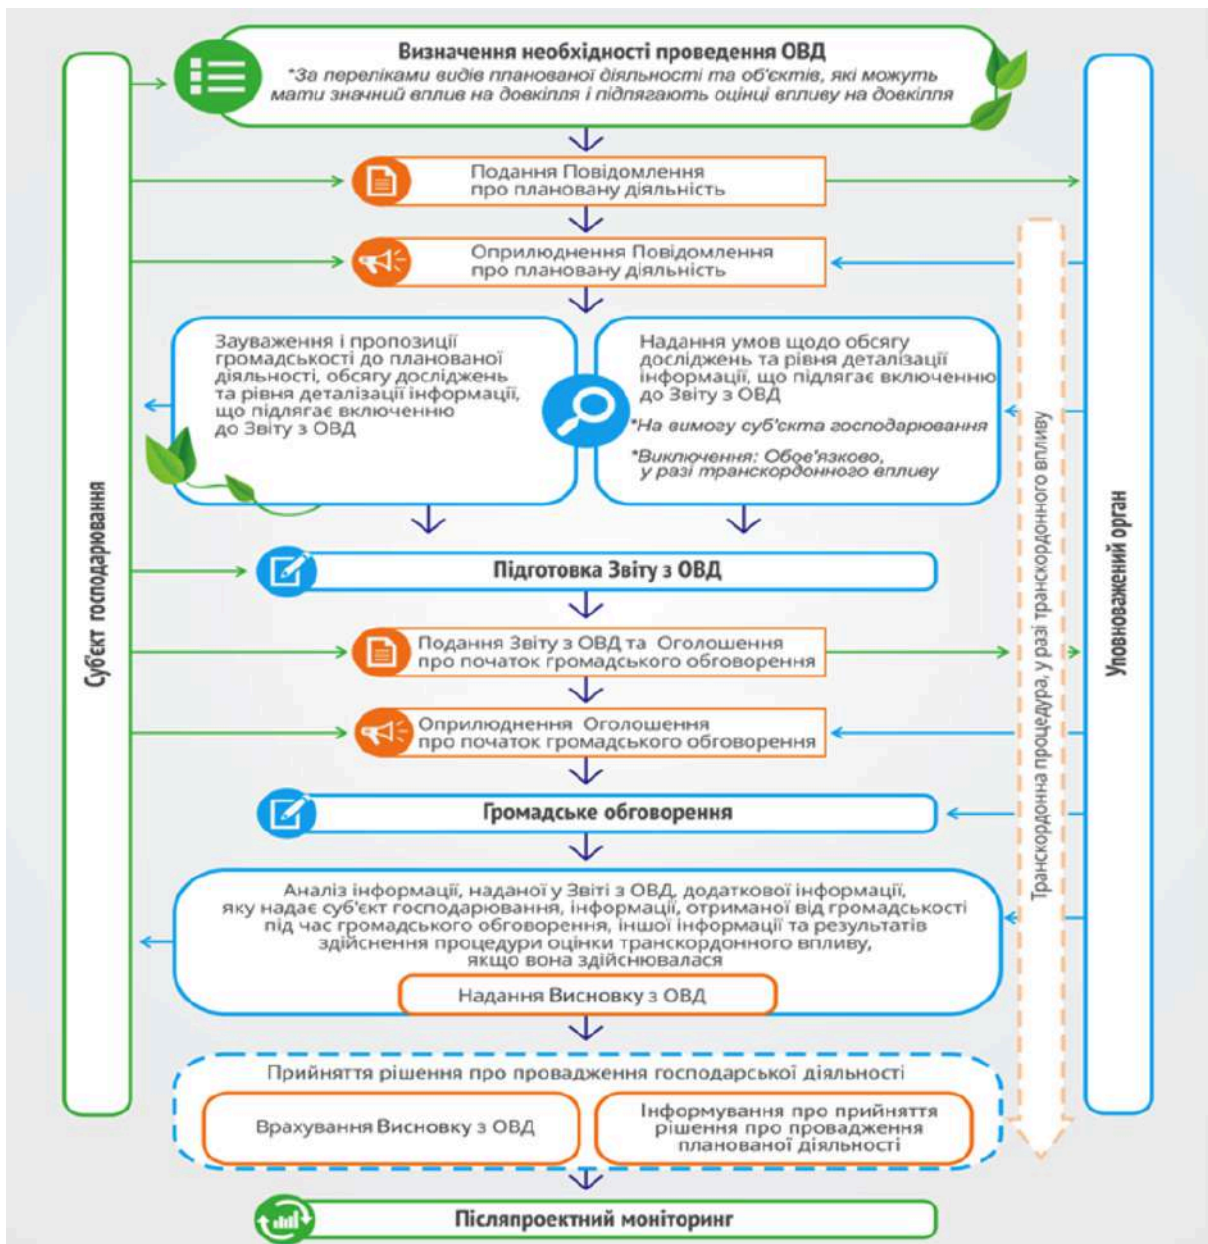 Визначення необхідності проведення ОВД
*За переліками видів планованої діяльності та об'єктів, які можуть
мати значний вплив на довкілля і підлягають оцінці впливу на довкілля
Суб'єкт господарювання
Подання Повідомлення
про плановану діяльність
Оприлюднення Повідомлення
про плановану діяльність
Зауваження і пропозиції
громадськості до планованої
діяльності, обсягу досліджень
та рівня деталізації інформації,
що підлягає включенню
до Звіту з ОВД
Надання умов щодо обсягу
досліджень та рівня деталізації
інформації, що підлягає включенню
до Звіту з ОВД
*На вимогу суб'єкта господарювання
*Виключення: Обов'язково,
у разі транскордонного впливу
Транскордонна процедура, у разі транскордонного впливу
Уповноважений орган
Підготовка Звіту з ОВД
Подання Звіту з ОВД та Оголошення
про початок громадського обговорення
Оприлюднення Оголошення
про початок громадського обговорення
Громадське обговорення
Аналіз інформації, наданої у Звіті з ОВД, додаткової інформації,
яку надає суб'єкт господарювання, інформації, отриманої від громадськості
під час громадського обговорення, іншої інформації та результатів
здійснення процедури оцінки транскордонного впливу,
якщо вона здійснювалася
Надання Висновку з ОВД
Прийняття рішення про провадження господарської діяльності
Врахування Висновку з ОВД
Інформування про прийняття
рішення про провадження
планованої діяльності
Післяпроектний моніторинг